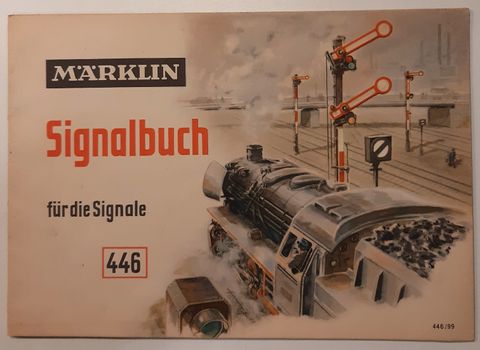 MÄRKLIN
Signalbuch
für die Signale
446
446/99